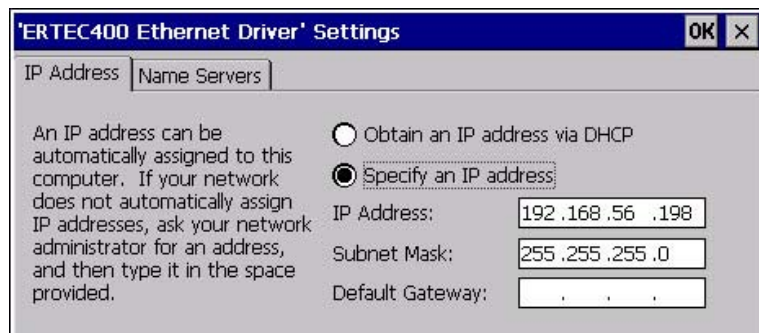 'ERTEC400 Ethernet Driver' Settings OK ×
IP Address Name Servers
An IP address can be
automatically assigned to this
computer. If your network
does not automatically assign
IP addresses, ask your network
administrator for an address,
and then type it in the space
provided.
Obtain an IP address via DHCP
Specify an IP address
IP Address: 192 .168 .56 .198
Subnet Mask: 255 .255 .255 .0
Default Gateway: . . .